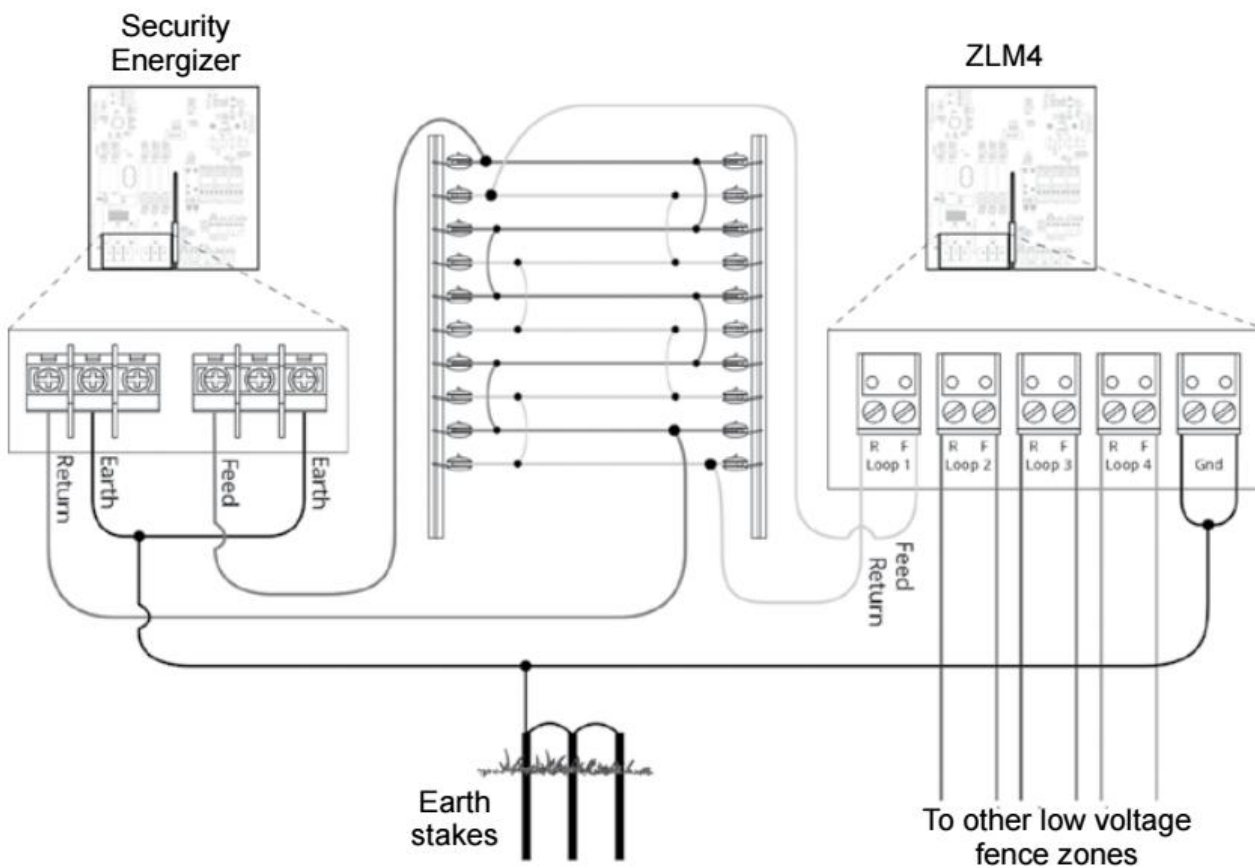 Security
Energizer
ZLM4
Return
Earth
Feed
Earth
R F
Loop 1
R F
Loop 2
R F
Loop 3
R F
Loop 4
Gnd
Feed
Return
Earth
stakes
To other low voltage
fence zones